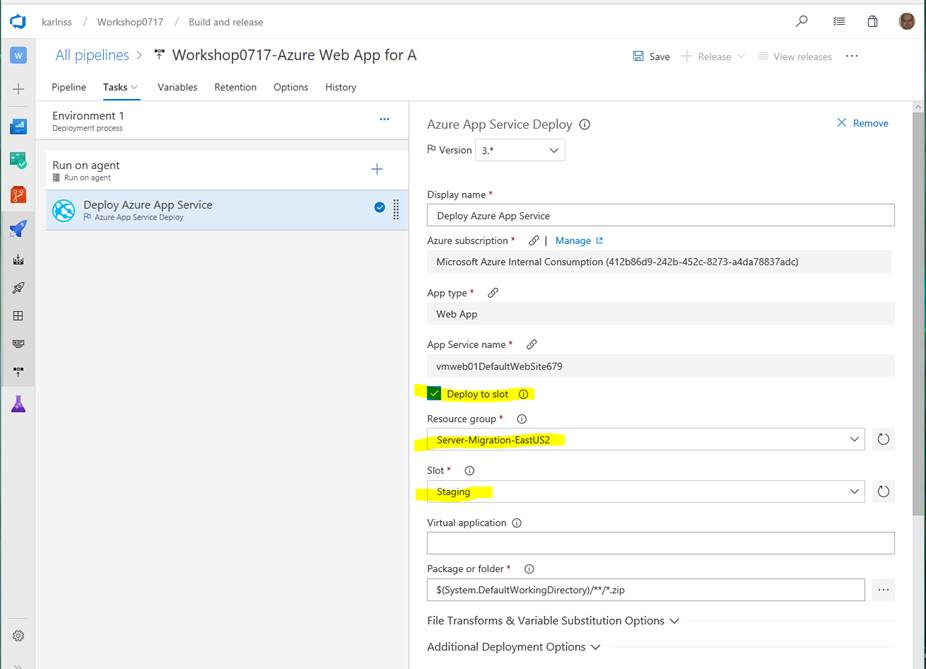 karlriss / Workshop0717 / Build and release
W
All pipelines > Workshop0717-Azure Web App for A
Save
Release
View releases
Pipeline
Tasks
Variables
Retention
Options
History
Environment 1
Deployment process
Run on agent
Run on agent
Deploy Azure App Service
Azure App Service Deploy
Azure App Service Deploy
Remove
Version 3.*
Display name *
Deploy Azure App Service
Azure subscription * | Manage
Microsoft Azure Internal Consumption (412b86d9-242b-452c-8273-a4da78837adc)
App type *
Web App
App Service name *
vmweb01DefaultWebSite679
Deploy to slot
Resource group *
Server-Migration-EastUS2
Slot *
Staging
Virtual application
Package or folder *
$(System.DefaultWorkingDirectory)/**/*.zip
File Transforms & Variable Substitution Options
Additional Deployment Options